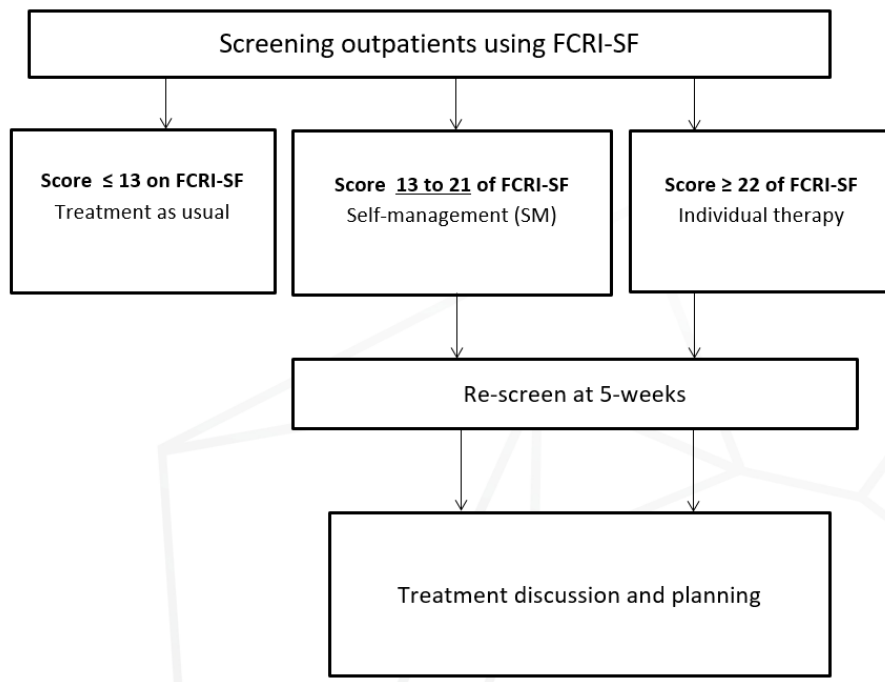 Screening outpatients using FCRI-SF
Score ≤ 13 on FCRI-SF
Treatment as usual
Score 13 to 21 of FCRI-SF
Self-management (SM)
Score ≥ 22 of FCRI-SF
Individual therapy
Re-screen at 5-weeks
Treatment discussion and planning